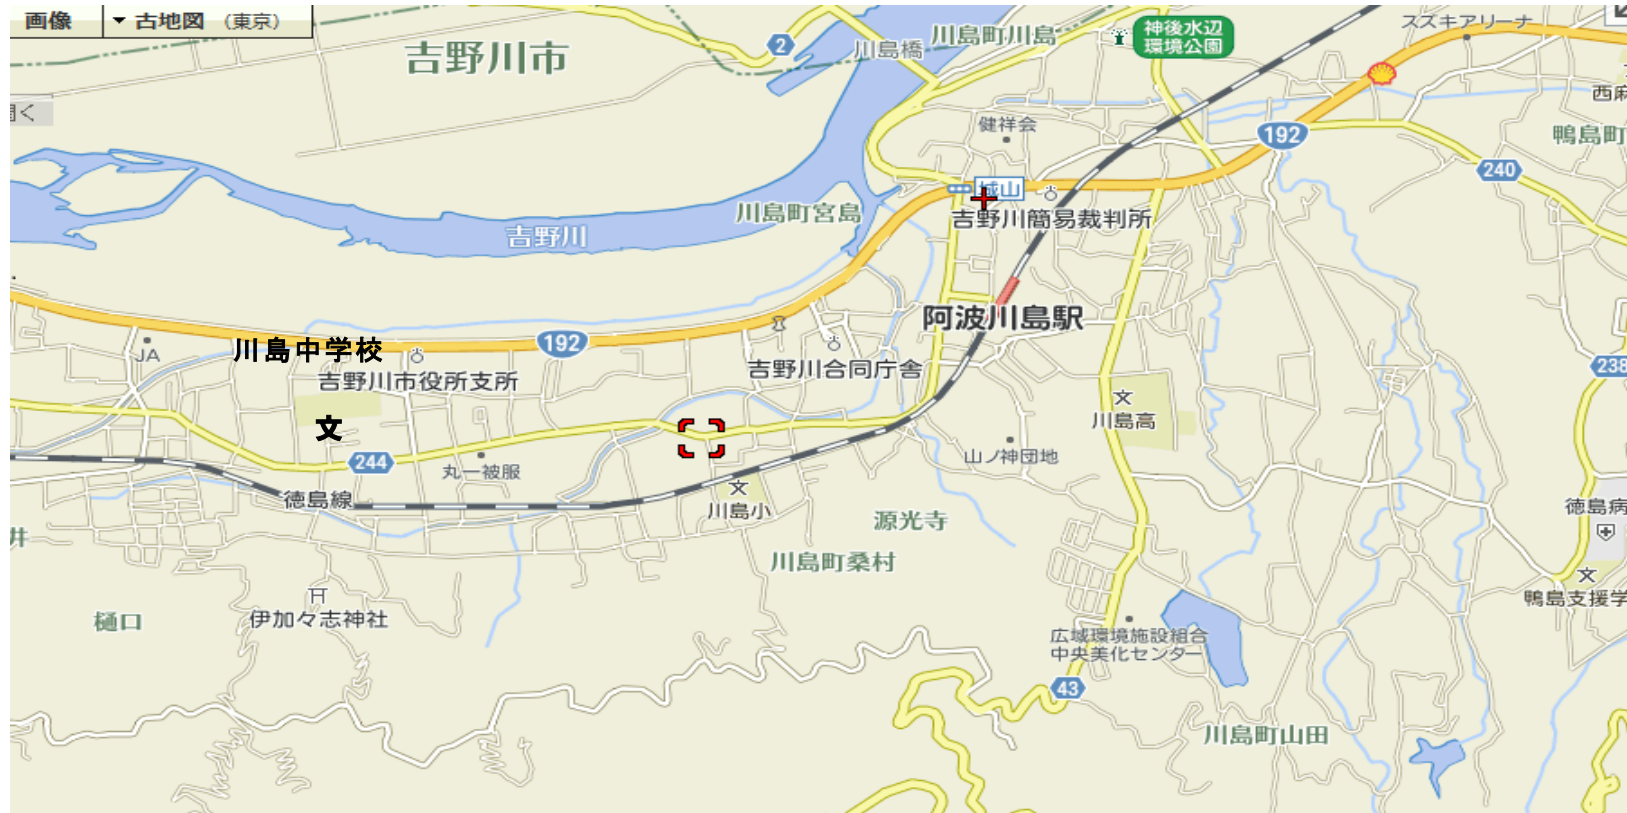 画像
▼古地図（東京）
スズキアリーナ
神後水辺
環境公園
川島町川島
2
川島橋
吉野川市
西麻
く
健祥会
192
鴨島町
240
城山
川島町宮島
吉野川簡易裁判所
吉野川
阿波川島駅
192
JA
川島中学校
吉野川合同庁舎
238
吉野川市役所支所
文
文
川島高
244
丸一被服
山ノ神団地
徳島線
文
川島小
源光寺
徳島病
井
川島町桑村
文
鴨島支援学
樋口
伊加々志神社
広域環境施設組合
中央美化センター
43
川島町山田